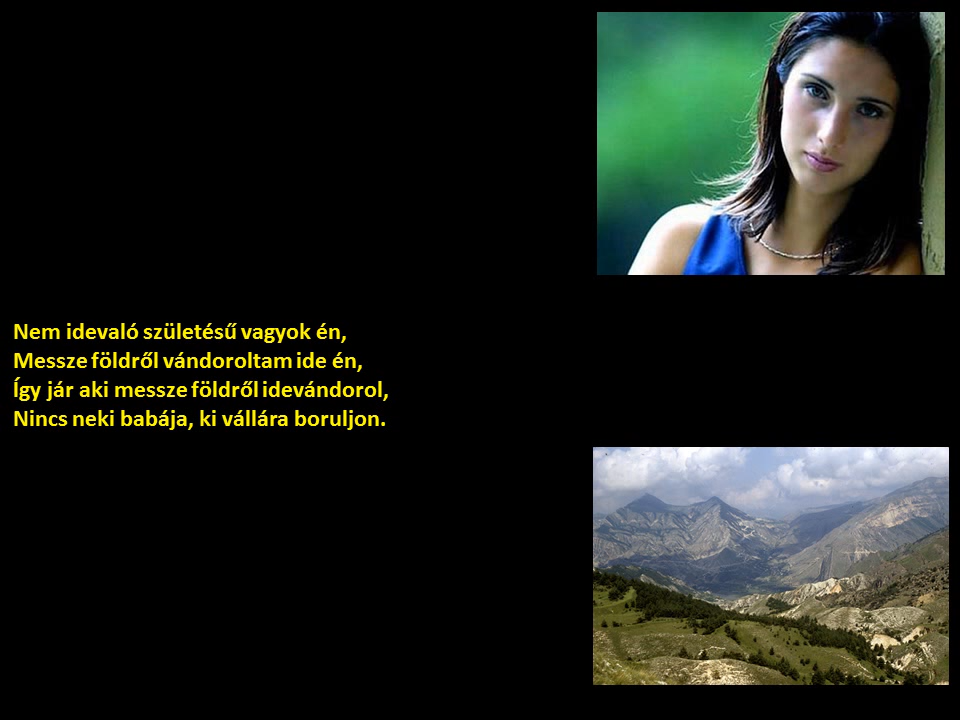 Nem idevaló születésű vagyok én,
Messze földről vándoroltam ide én,
Így jár aki messze földről idevándorol,
Nincs neki babája, ki vállára boruljon.